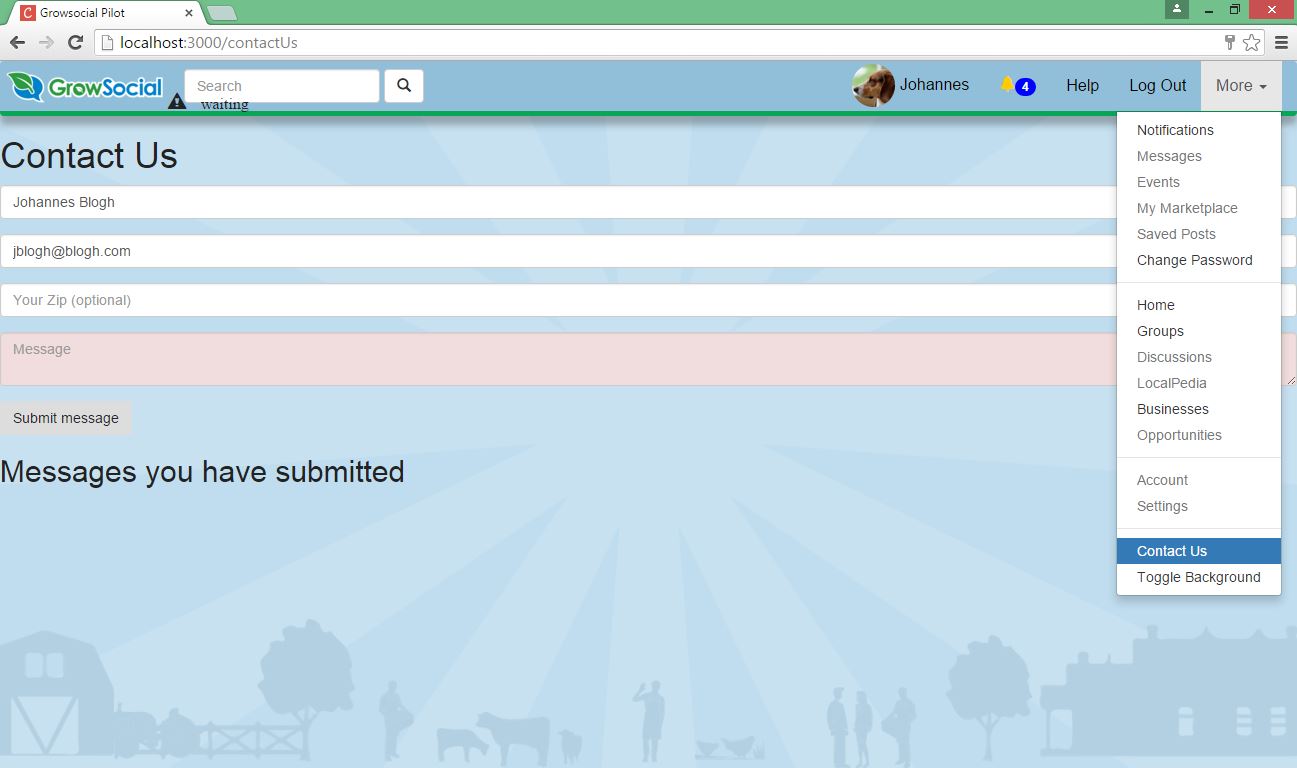 Growsocial Pilot
localhost:3000/contactUs
GrowSocial
Search
waiting
Johannes
4
Help
Log Out
More
Contact Us
Johannes Blogh
jblogh@blogh.com
Your Zip (optional)
Message
Submit message
Messages you have submitted
Notifications
Messages
Events
My Marketplace
Saved Posts
Change Password
Home
Groups
Discussions
LocalPedia
Businesses
Opportunities
Account
Settings
Contact Us
Toggle Background